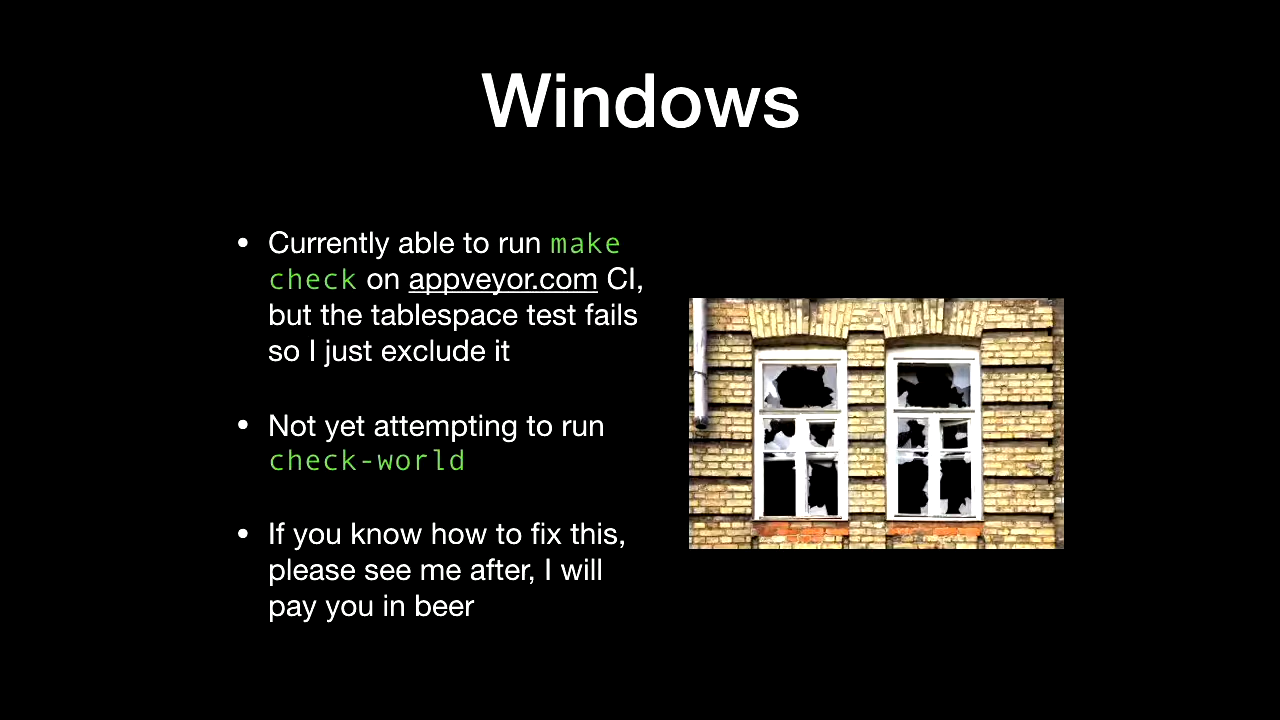 Windows
• Currently able to run make
check on appveyor.com CI,
but the tablespace test fails
so I just exclude it
• Not yet attempting to run
check-world
• If you know how to fix this,
please see me after, I will
pay you in beer